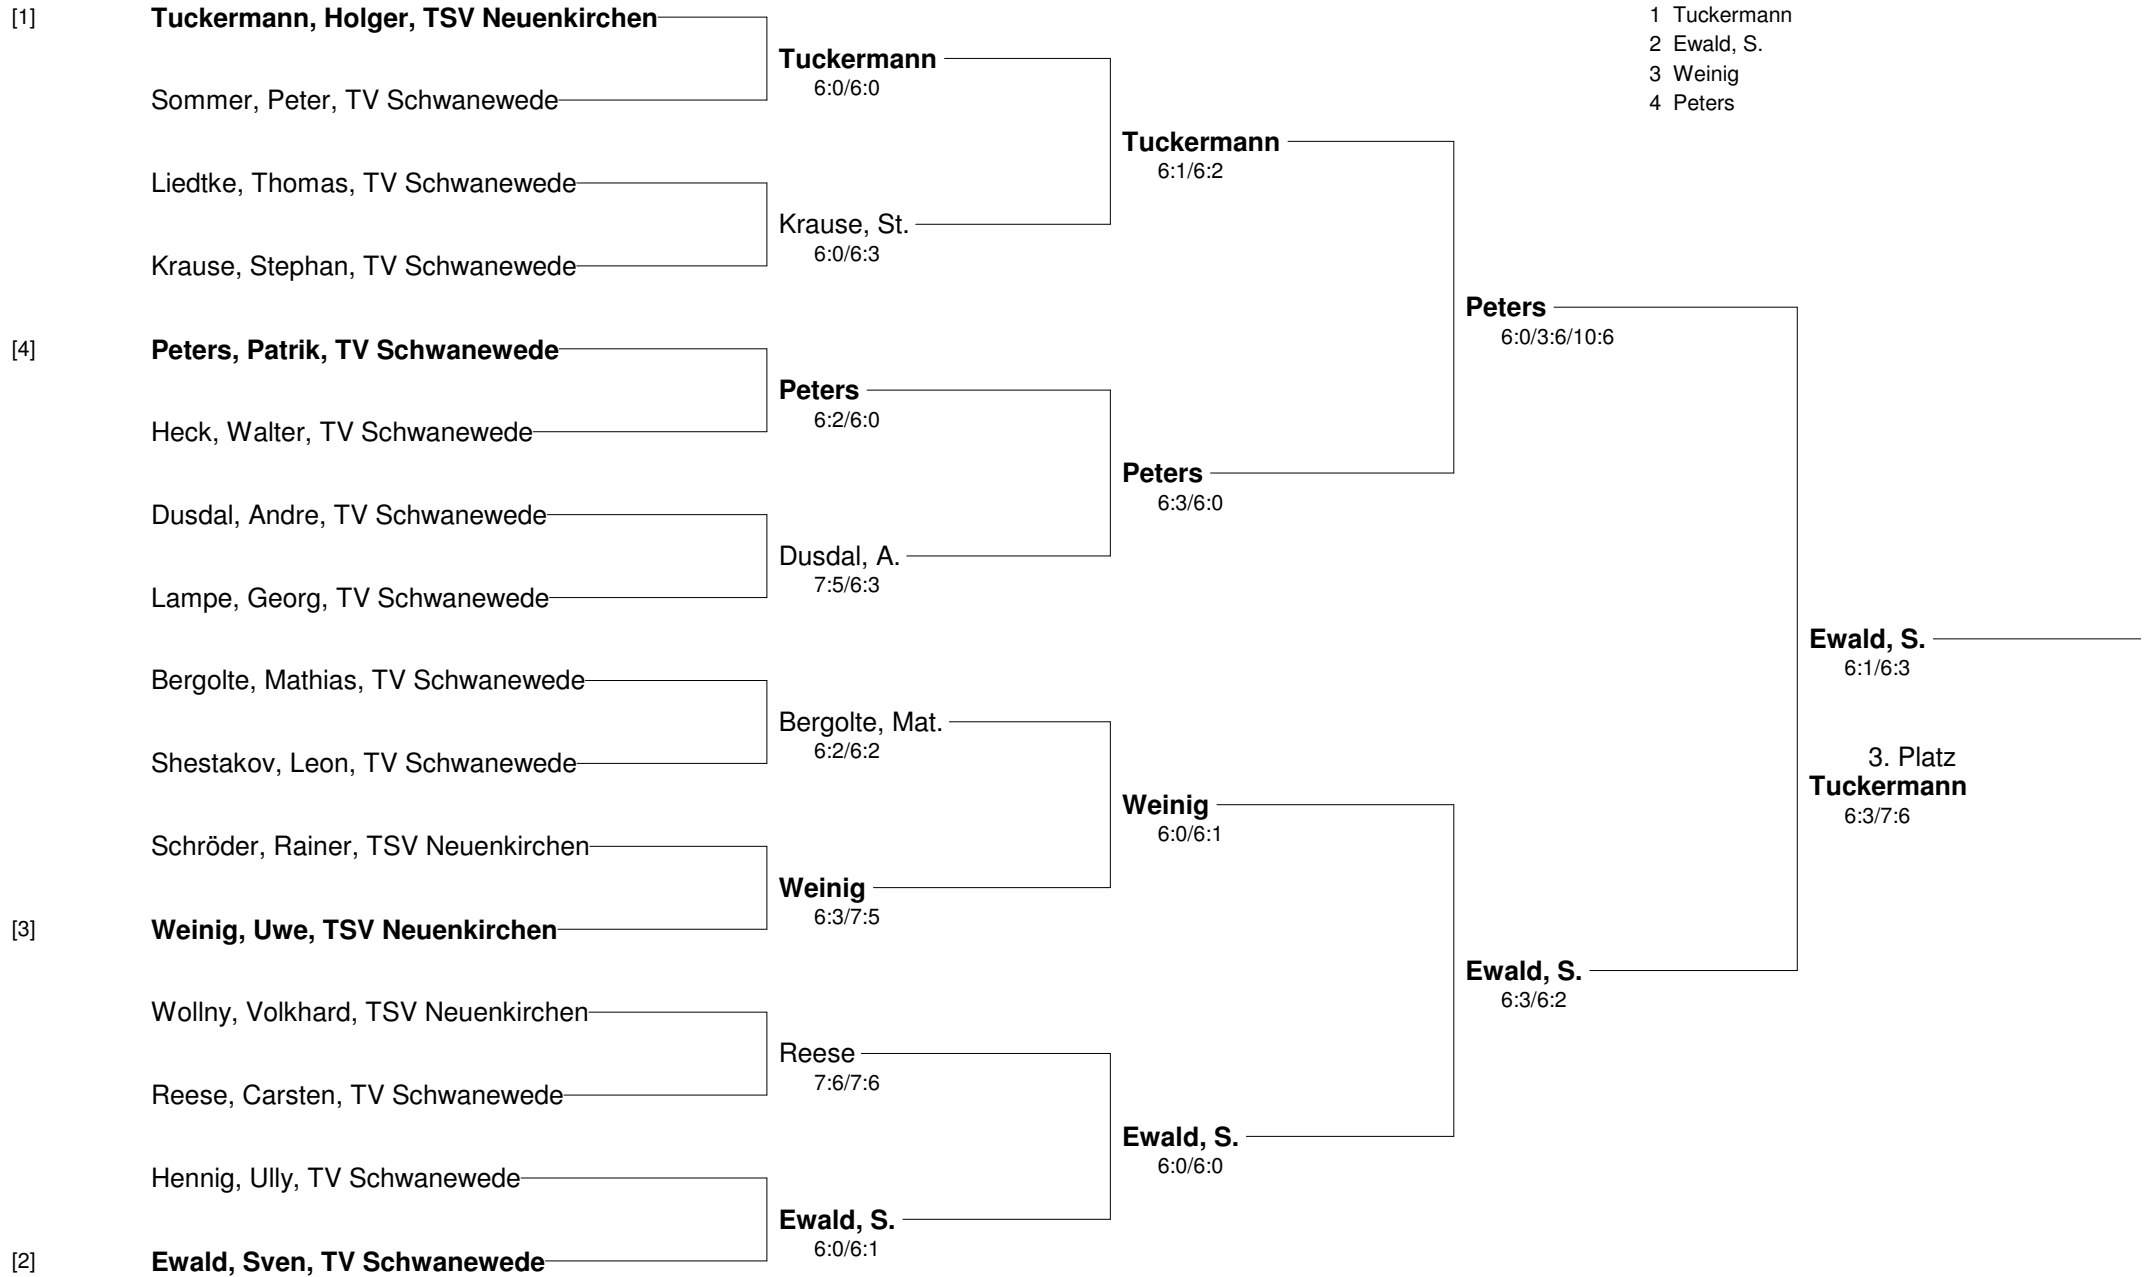 [1] Tuckermann, Holger, TSV Neuenkirchen
1 Tuckermann
2 Ewald, S.
3 Weinig
4 Peters
Tuckermann
6:0/6:0
Sommer, Peter, TV Schwanewede
Tuckermann
6:1/6:2
Liedtke, Thomas, TV Schwanewede
Krause, St.
6:0/6:3
Krause, Stephan, TV Schwanewede
Peters
6:0/3:6/10:6
[4] Peters, Patrik, TV Schwanewede
Peters
6:2/6:0
Heck, Walter, TV Schwanewede
Peters
6:3/6:0
Dusdal, Andre, TV Schwanewede
Dusdal, A.
7:5/6:3
Lampe, Georg, TV Schwanewede
Ewald, S.
6:1/6:3
Bergolte, Mathias, TV Schwanewede
Bergolte, Mat.
6:2/6:2
Shestakov, Leon, TV Schwanewede
3. Platz
Tuckermann
6:3/7:6
Weinig
6:0/6:1
Schröder, Rainer, TSV Neuenkirchen
Weinig
6:3/7:5
[3] Weinig, Uwe, TSV Neuenkirchen
Ewald, S.
6:3/6:2
Wollny, Volkhard, TSV Neuenkirchen
Reese
7:6/7:6
Reese, Carsten, TV Schwanewede
Ewald, S.
6:0/6:0
Hennig, Ully, TV Schwanewede
Ewald, S.
6:0/6:1
[2] Ewald, Sven, TV Schwanewede